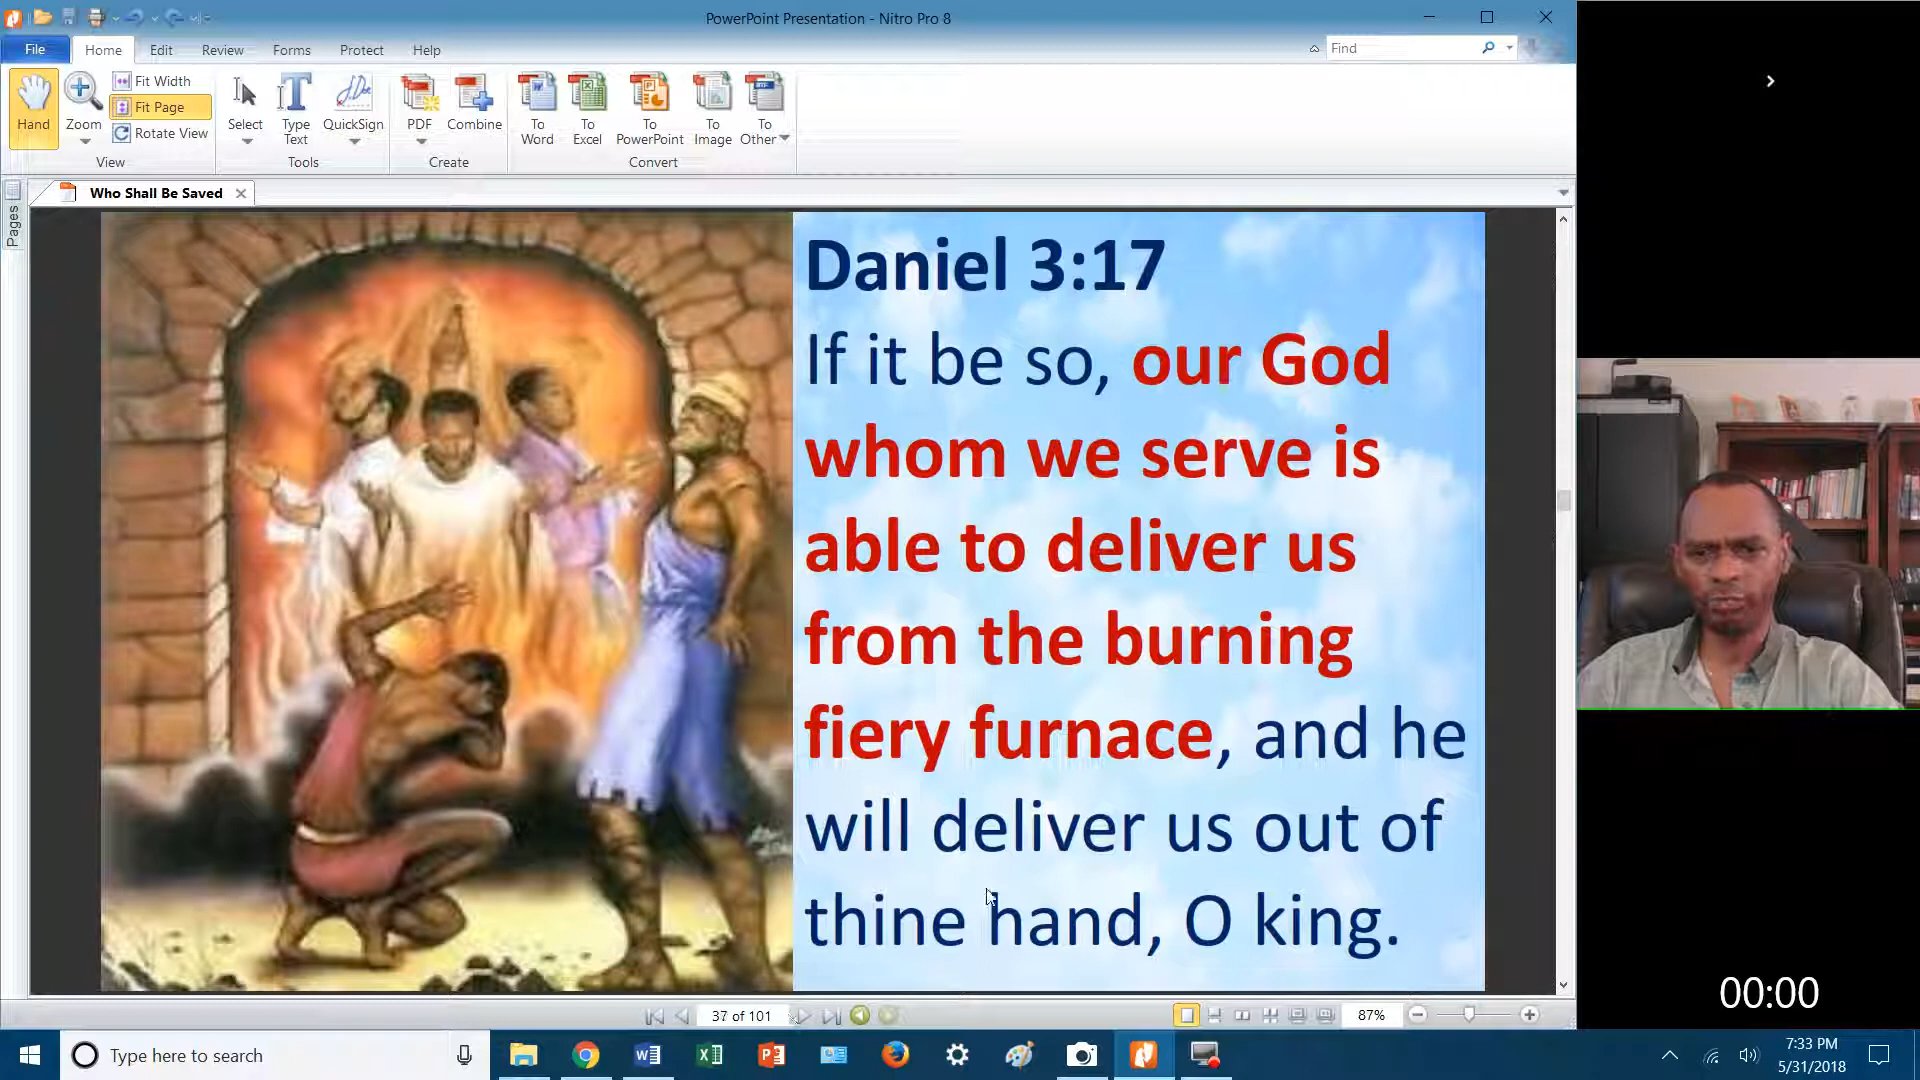 PowerPoint Presentation - Nitro Pro 8
File Home Edit Review Forms Protect Help
Find
Hand
Zoom
Fit Width
Fit Page
Rotate View
View
Select
Type
Text
QuickSign
Tools
PDF
Combine
Create
To
Word
To
Excel
To
PowerPoint
To
Image
To
Other
Convert
Pages
Who Shall Be Saved
Daniel 3:17
If it be so, our God
whom we serve is
able to deliver us
from the burning
fiery furnace, and he
will deliver us out of
thine hand, O king.
37 of 101
87%
00:00
Type here to search
7:33 PM
5/31/2018